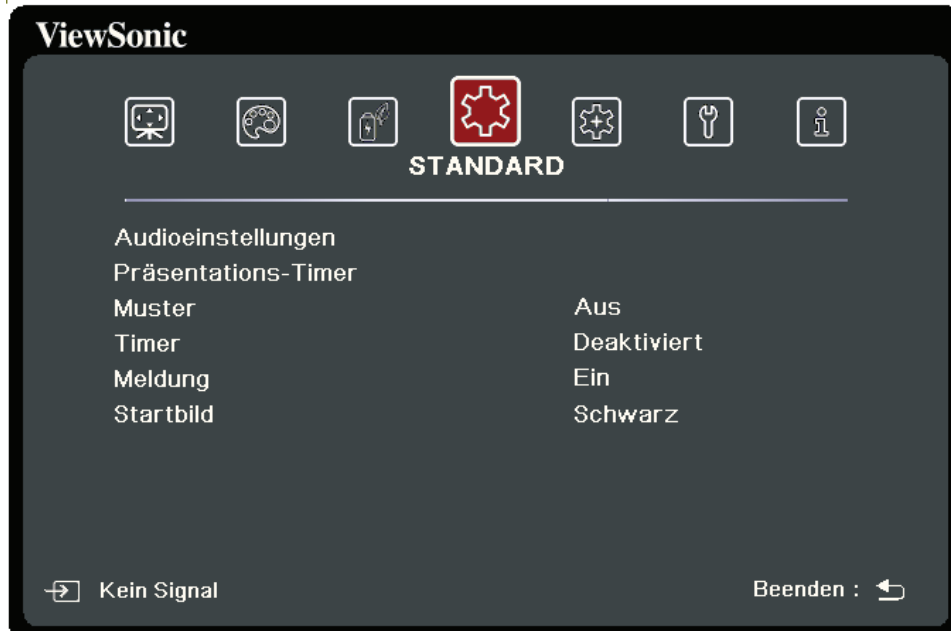 ViewSonic
STANDARD
Audioeinstellungen
Präsentations-Timer
Muster Aus
Timer Deaktiviert
Meldung Ein
Startbild Schwarz
Kein Signal Beenden :